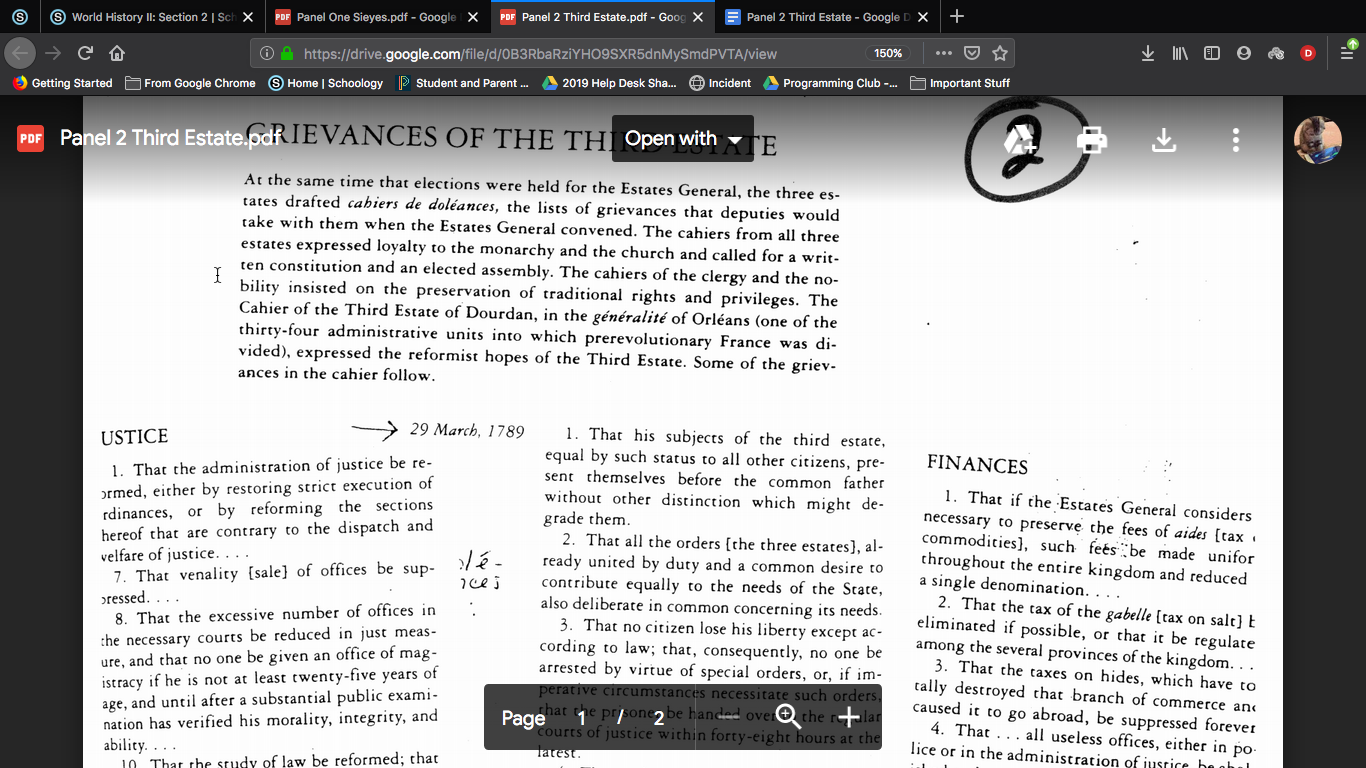 World History II: Section 2 | Sch
Panel One Sieyes.pdf - Google
Panel 2 Third Estate.pdf - Goog
Panel 2 Third Estate - Google D
https://drive.google.com/file/d/0B3RbaRziYHO9SXR5dnMySmdPVTA/view
150%
D
Getting Started
From Google Chrome
Home | Schoology
Student and Parent ...
2019 Help Desk Sha...
Incident
Programming Club -...
Important Stuff
PDF
Panel 2 Third Estate.pdf
Open with
GRIEVANCES OF THE THIRD ESTATE
2
At the same time that elections were held for the Estates General, the three es-
tates drafted cahiers de doléances, the lists of grievances that deputies would
take with them when the Estates General convened. The cahiers from all three
estates expressed loyalty to the monarchy and the church and called for a writ-
ten constitution and an elected assembly. The cahiers of the clergy and the no-
bility insisted on the preservation of traditional rights and privileges. The
Cahier of the Third Estate of Dourdan, in the généralité of Orléans (one of the
thirty-four administrative units into which prerevolutionary France was di-
vided), expressed the reformist hopes of the Third Estate. Some of the griev-
ances in the cahier follow.
USTICE
29 March, 1789
1. That the administration of justice be re-
ormed, either by restoring strict execution of
rdinances, or by reforming the sections
hereof that are contrary to the dispatch and
welfare of justice. . . .
7. That venality [sale] of offices be sup-
pressed. . . .
8. That the excessive number of offices in
the necessary courts be reduced in just meas-
ure, and that no one be given an office of mag-
istracy if he is not at least twenty-five years of
age, and until after a substantial public exami-
nation has verified his morality, integrity, and
ability. . . .
10. That the study of law be reformed; that
1. That his subjects of the third estate,
equal by such status to all other citizens, pre-
sent themselves before the common father
without other distinction which might de-
grade them.
2. That all the orders [the three estates], al-
ready united by duty and a common desire to
contribute equally to the needs of the State,
also deliberate in common concerning its needs.
3. That no citizen lose his liberty except ac-
cording to law; that, consequently, no one be
arrested by virtue of special orders, or, if im-
perative circumstances necessitate such orders,
that the prisoner be handed over to the regular
courts of justice within forty-eight hours at the
latest.
FINANCES
1. That if the Estates General considers
necessary to preserve the fees of aides [tax
commodities], such fees be made unifor
throughout the entire kingdom and reduced
a single denomination. . . .
2. That the tax of the gabelle [tax on salt] b
eliminated if possible, or that it be regulate
among the several provinces of the kingdom. . .
3. That the taxes on hides, which have to
tally destroyed that branch of commerce and
caused it to go abroad, be suppressed forever
4. That . . . all useless offices, either in po-
lice or in the administration of justice, be
Page 1 / 2